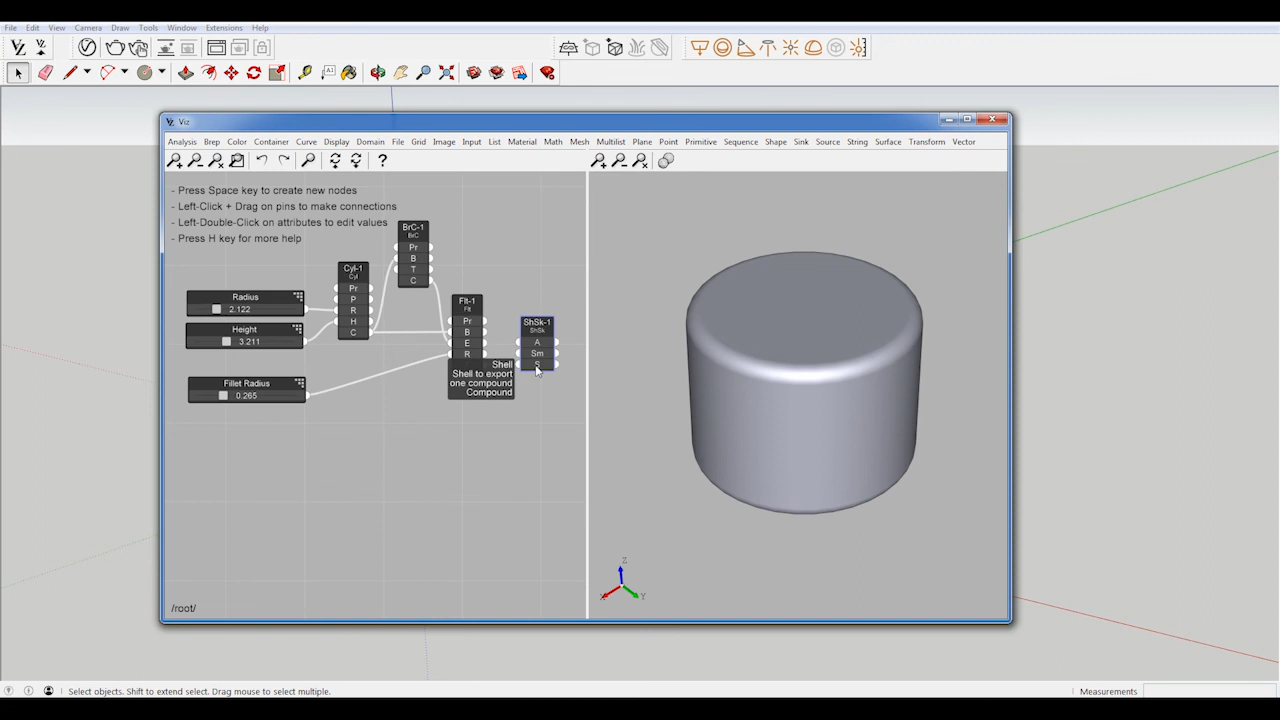 File Edit View Camera Draw Tools Window Extensions Help
Viz
Analysis Brep Color Container Curve Display Domain File Grid Image Input List Material Math Mesh Multilist Plane Point Primitive Sequence Shape Sink Source String Surface Transform Vector
- Press Space key to create new nodes
- Left-Click + Drag on pins to make connections
- Left-Double-Click on attributes to edit values
- Press H key for more help
BrC-1
BrC
Pr
B
T
C
Cyl-1
Cyl
Pr
P
R
H
C
Radius
2.122
Height
3.211
Fillet Radius
0.265
Flt-1
Flt
Pr
B
E
R
ShSk-1
ShSk
A
Sm
S
Shell
Shell to export
one compound
Compound
Z
X
Y
/root/
Select objects. Shift to extend select. Drag mouse to select multiple.
Measurements